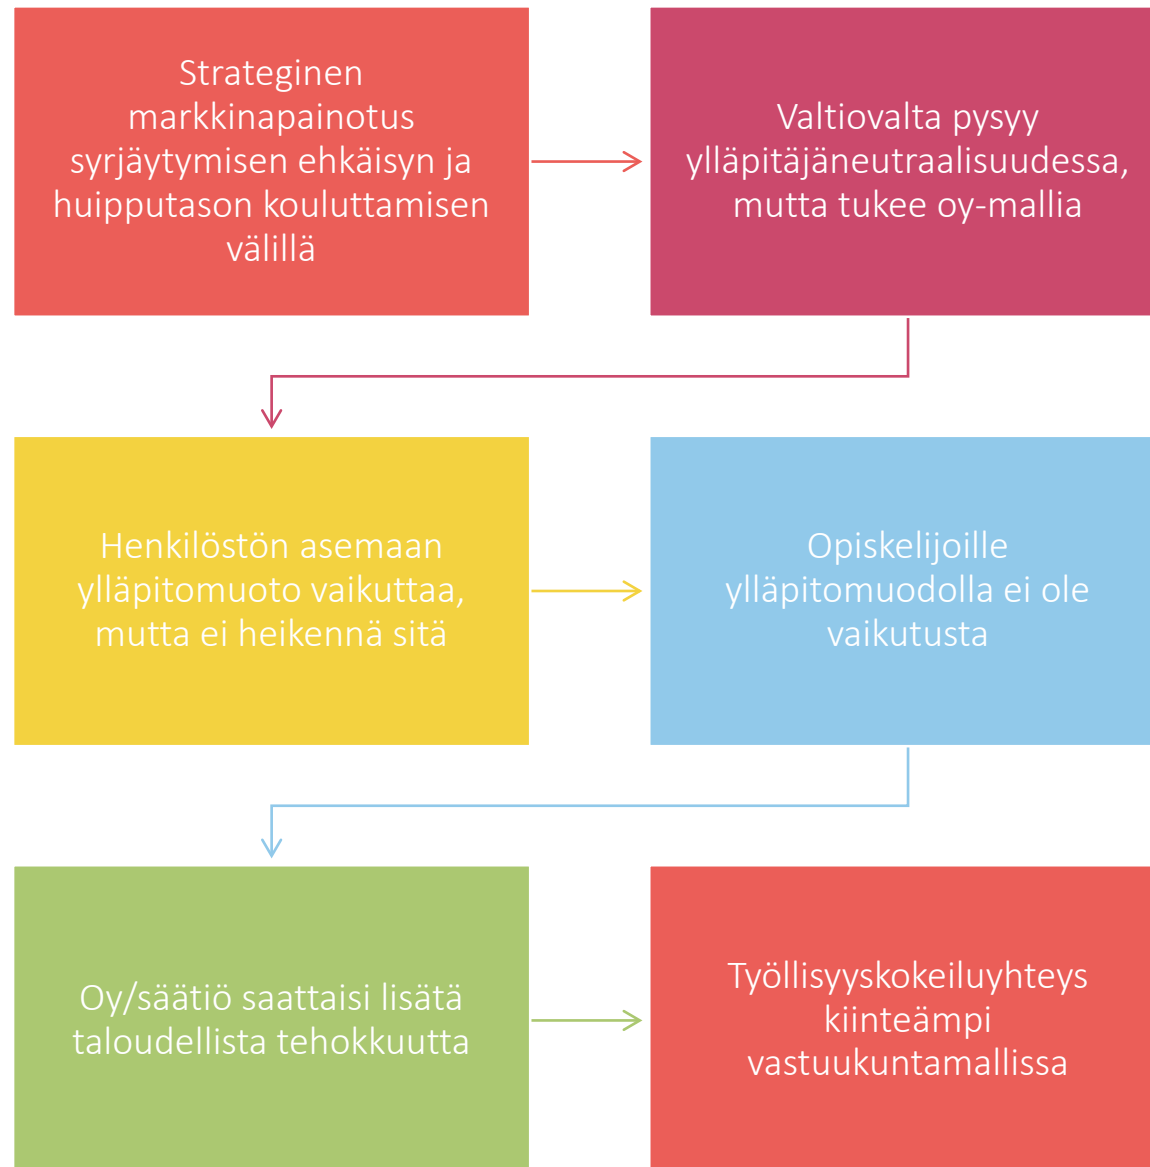 Strateginen
markkinapainotus
syrjäytymisen ehkäisyn ja
huipputason kouluttamisen
välillä
Valtiovalta pysyy
ylläpitäjäneutraalisuudessa,
mutta tukee oy-mallia
Henkilöstön asemaan
ylläpitomuoto vaikuttaa,
mutta ei heikennä sitä
Opiskelijoille
ylläpitomuodolla ei ole
vaikutusta
Oy/säätiö saattaisi lisätä
taloudellista tehokkuutta
Työllisyyskokeiluyhteys
kiinteämpi
vastuukuntamallissa